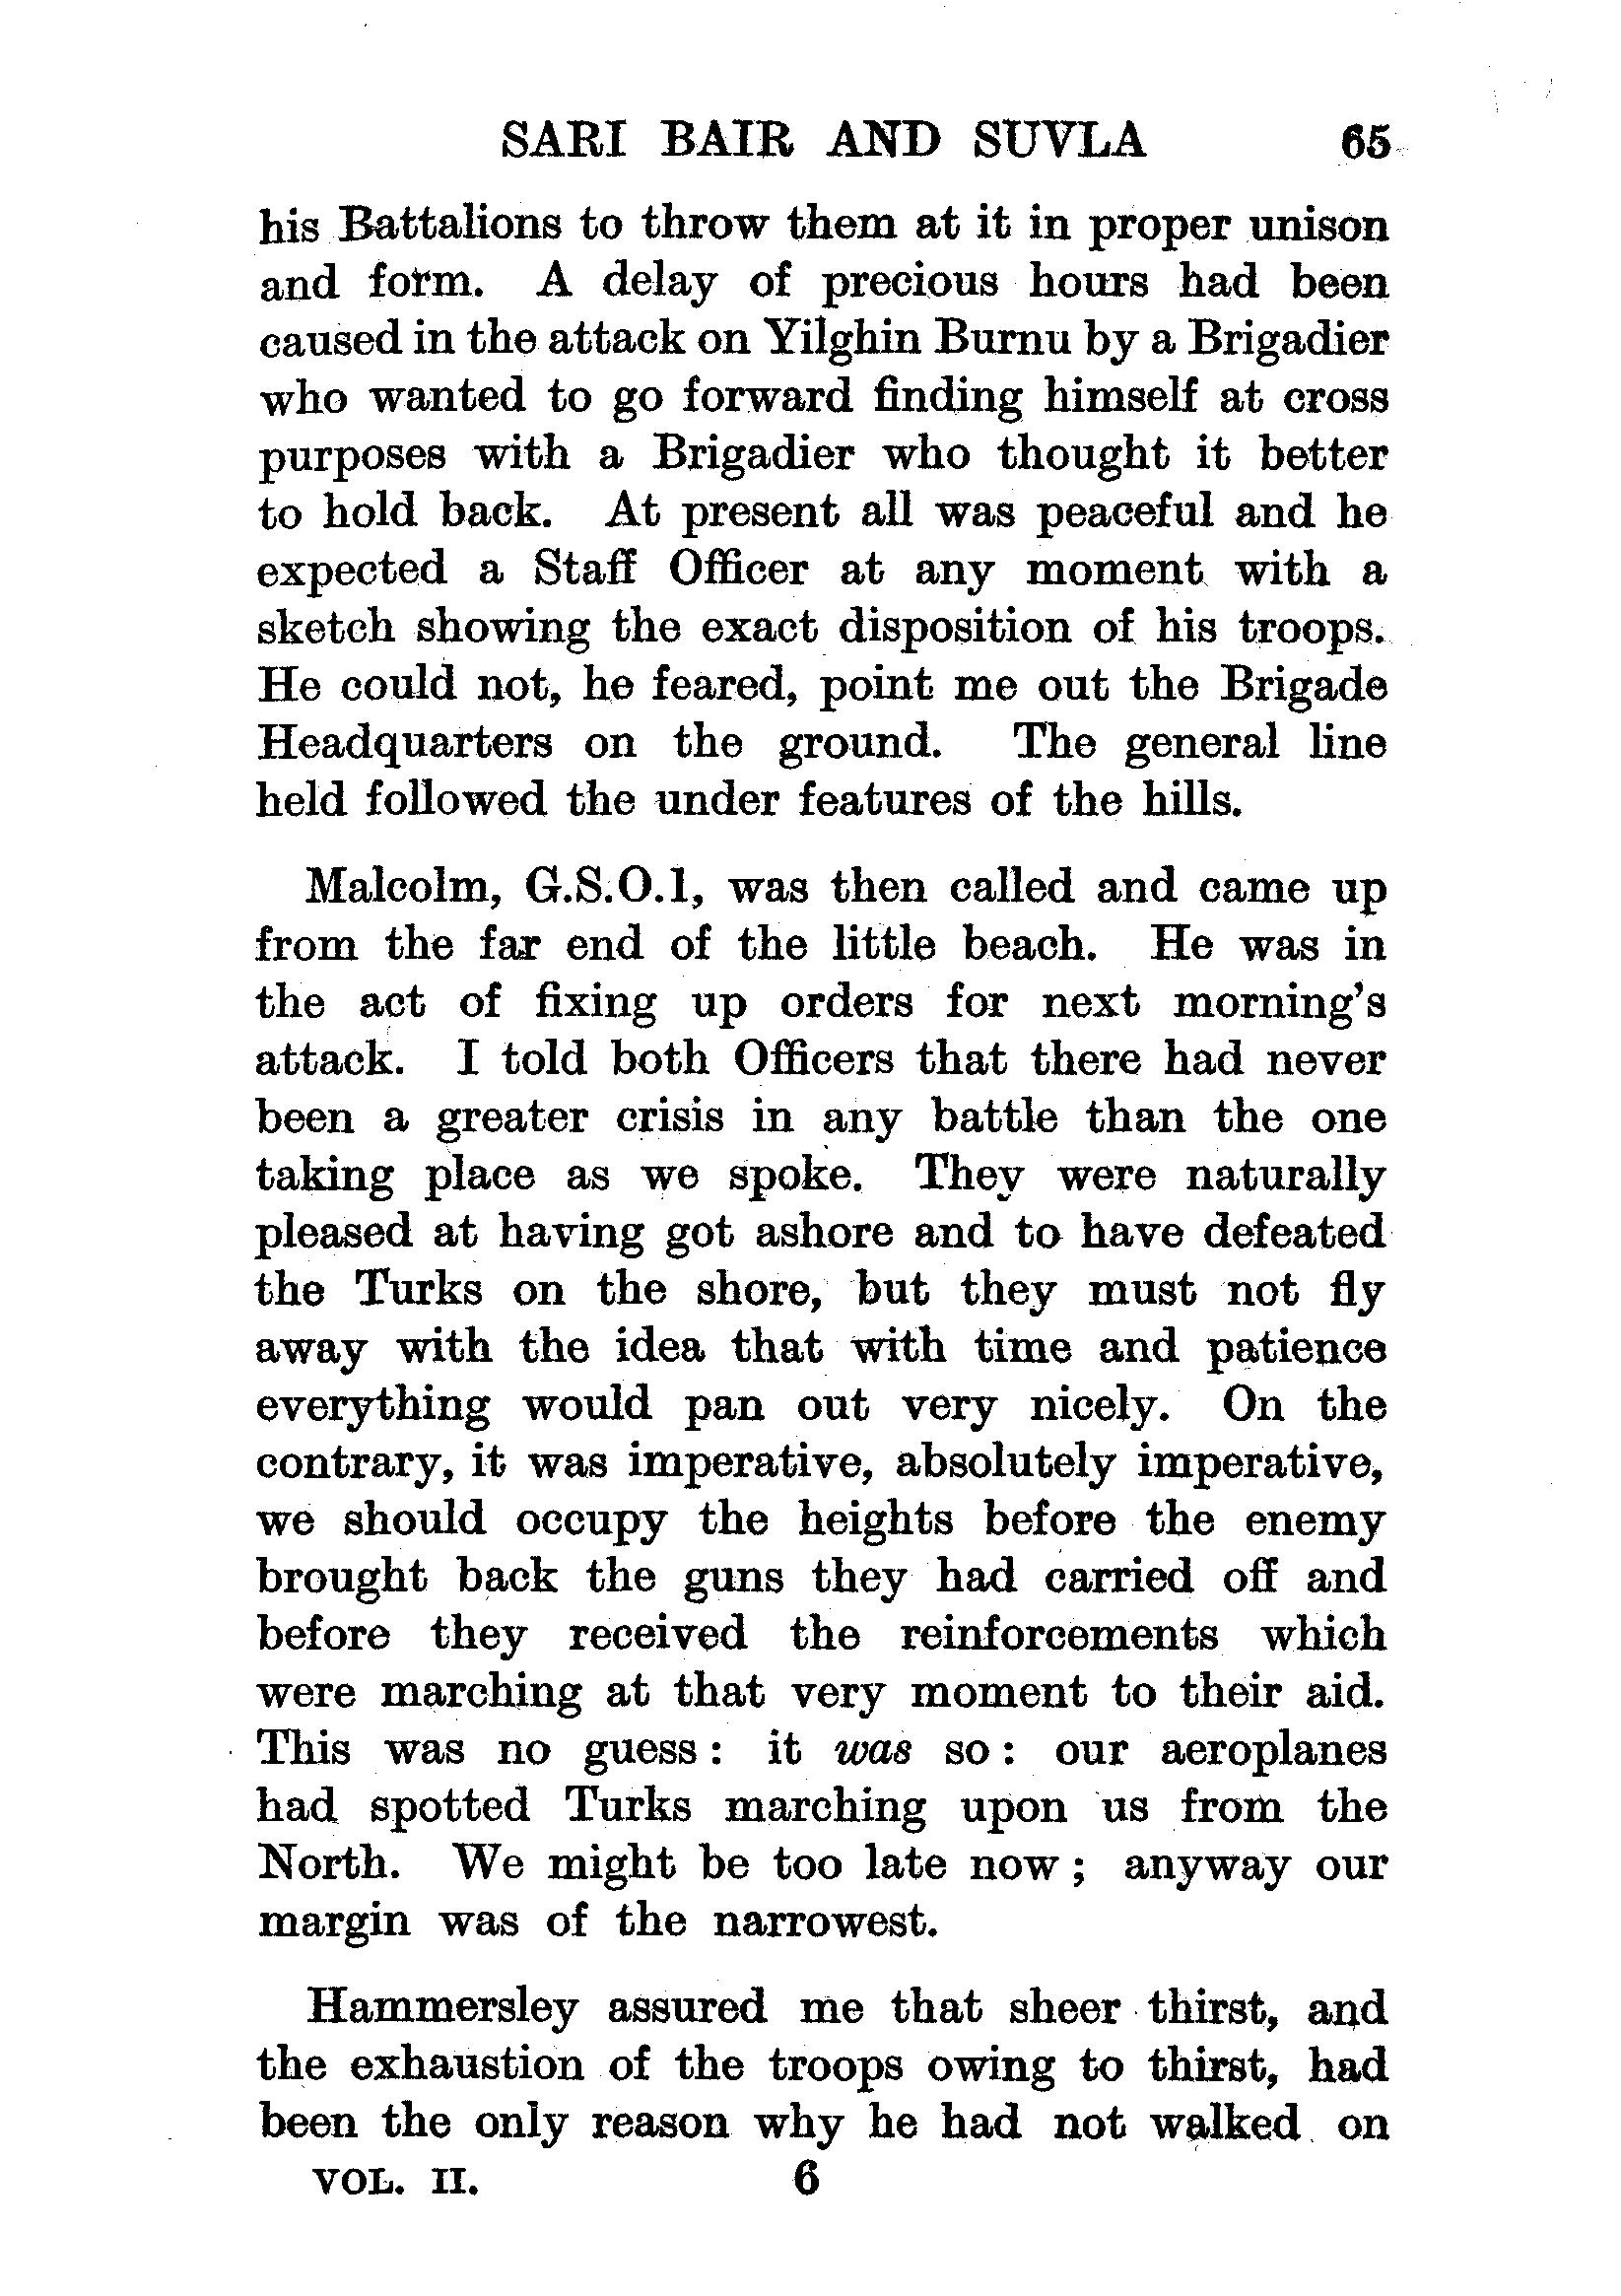 SARI BAIR AND SUVLA 65
his Battalions to throw them at it in proper unison
and form. A delay of precious hours had been
caused in the attack on Yilghin Burnu by a Brigadier
who wanted to go forward finding himself at cross
purposes with a Brigadier who thought it better
to hold back. At present all was peaceful and he
expected a Staff Officer at any moment with a
sketch showing the exact disposition of his troops.
He could not, he feared, point me out the Brigade
Headquarters on the ground. The general line
held followed the under features of the hills.
Malcolm, G.S.O.1, was then called and came up
from the far end of the little beach. He was in
the act of fixing up orders for next morning's
attack. I told both Officers that there had never
been a greater crisis in any battle than the one
taking place as we spoke. They were naturally
pleased at having got ashore and to have defeated
the Turks on the shore, but they must not fly
away with the idea that with time and patience
everything would pan out very nicely. On the
contrary, it was imperative, absolutely imperative,
we should occupy the heights before the enemy
brought back the guns they had carried off and
before they received the reinforcements which
were marching at that very moment to their aid.
This was no guess: it was so: our aeroplanes
had spotted Turks marching upon us from the
North. We might be too late now; anyway our
margin was of the narrowest.
Hammersley assured me that sheer thirst, and
the exhaustion of the troops owing to thirst, had
been the only reason why he had not walked on
VOL. II. 6